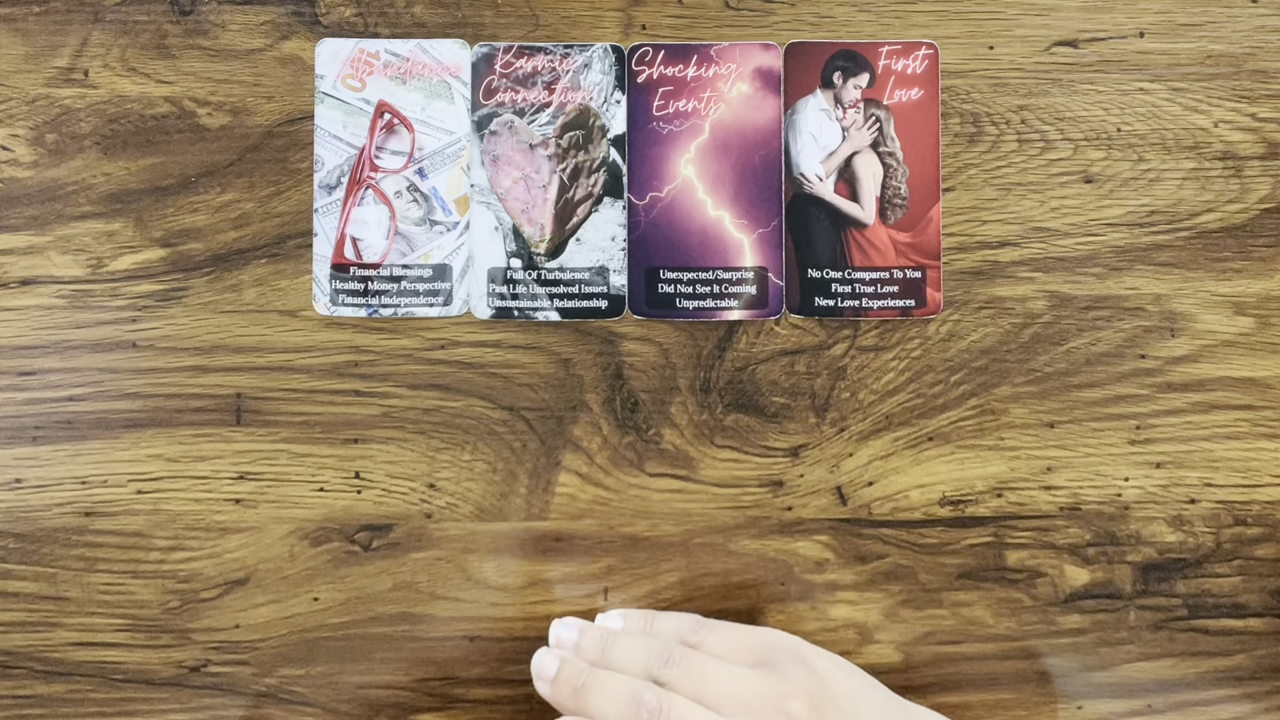 Abundance
Financial Blessings
Healthy Money Perspective
Financial Independence
Karmic
Connection
Full Of Turbulence
Past Life Unresolved Issues
Unsustainable Relationship
Shocking
Events
Unexpected/Surprise
Did Not See It Coming
Unpredictable
First
Love
No One Compares To You
First True Love
New Love Experiences